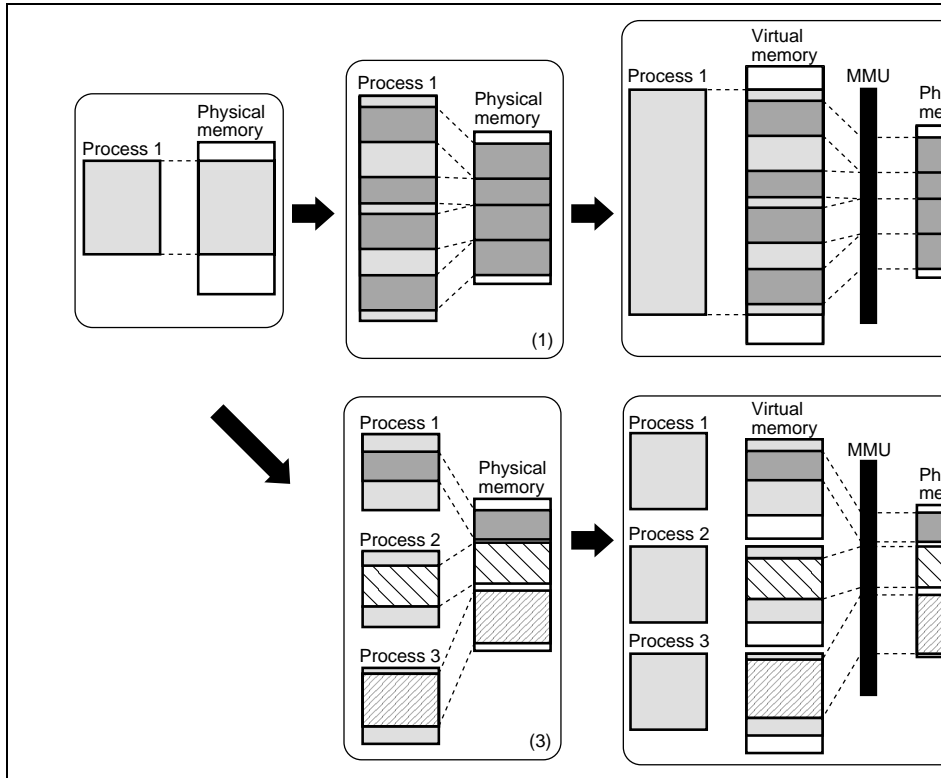 Process 1
Physical
memory
Process 1
Physical
memory
(1)
Process 1
Virtual
memory
MMU
Process 1
Physical
memory
Process 2
Process 3
(3)
Process 1
Virtual
memory
MMU
Process 2
Process 3